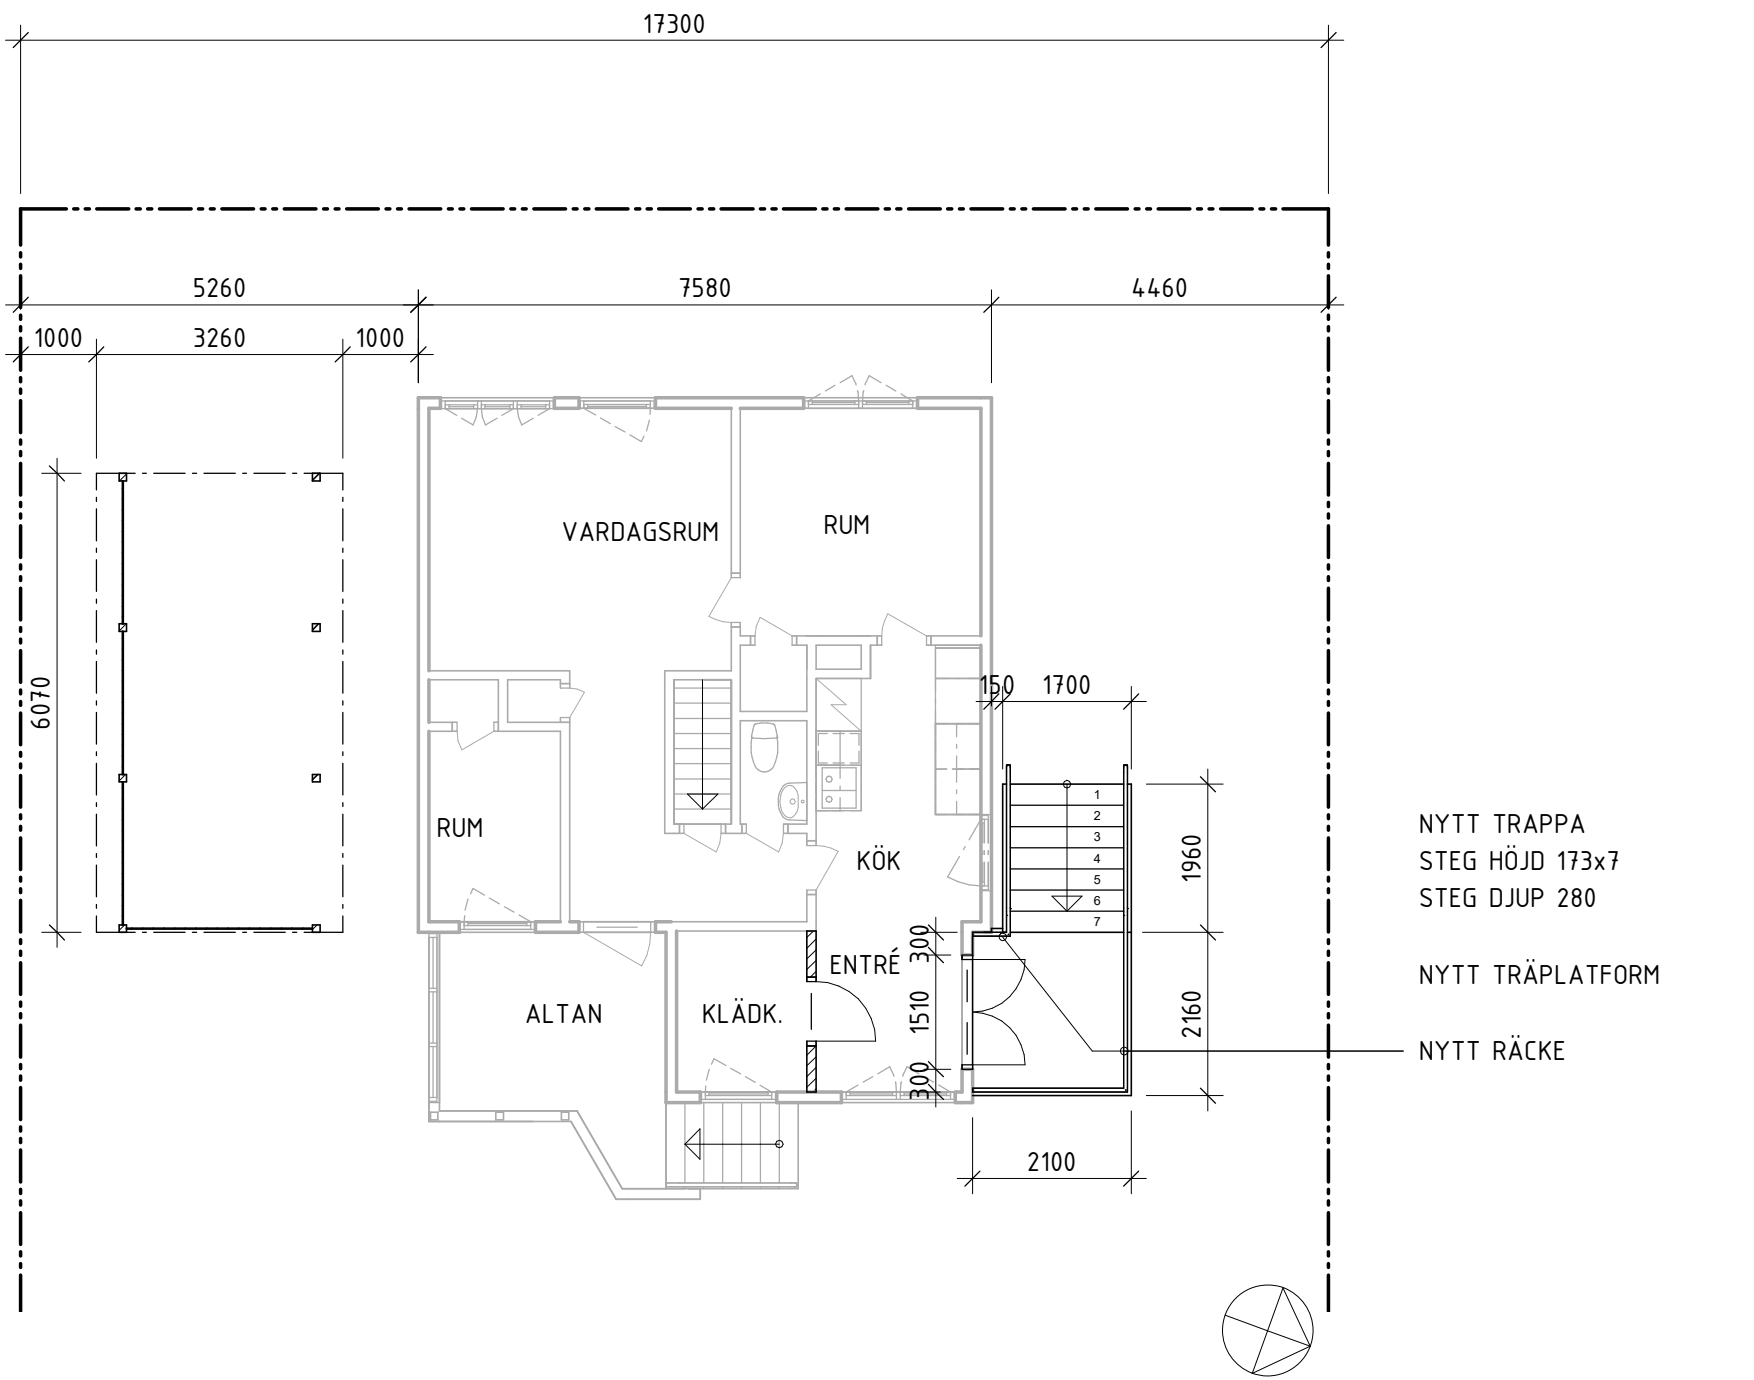 17300
5260
7580
4460
1000
3260
1000
VARDAGSRUM
RUM
6070
150
1700
1
2
3
4
5
6
7
1960
RUM
KÖK
NYTT TRAPPA
STEG HÖJD 173x7
STEG DJUP 280
300
ENTRÉ
NYTT TRÄPLATFORM
ALTAN
KLÄDK.
1510
2160
NYTT RÄCKE
300
2100